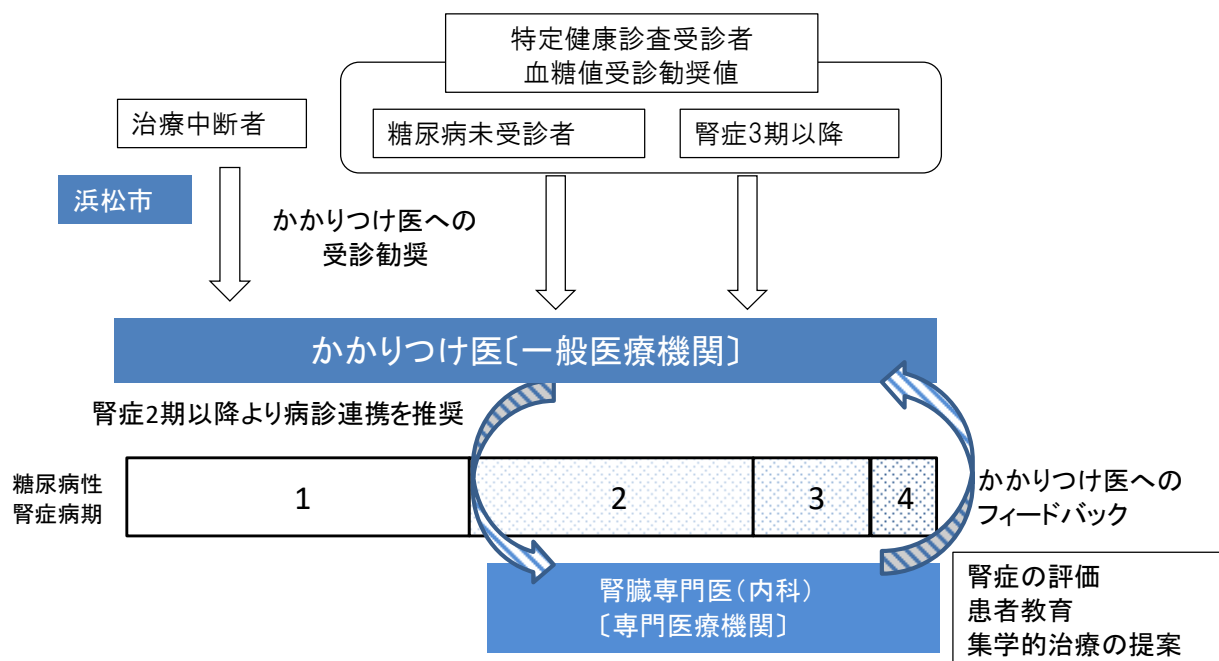 特定健康診査受診者
血糖値受診勧奨値
治療中断者
糖尿病未受診者
腎症3期以降
浜松市
かかりつけ医への
受診勧奨
かかりつけ医〔一般医療機関〕
腎症2期以降より病診連携を推奨
糖尿病性
腎症病期
1
2
3
4
かかりつけ医への
フィードバック
腎臓専門医(内科)
〔専門医療機関〕
腎症の評価
患者教育
集学的治療の提案